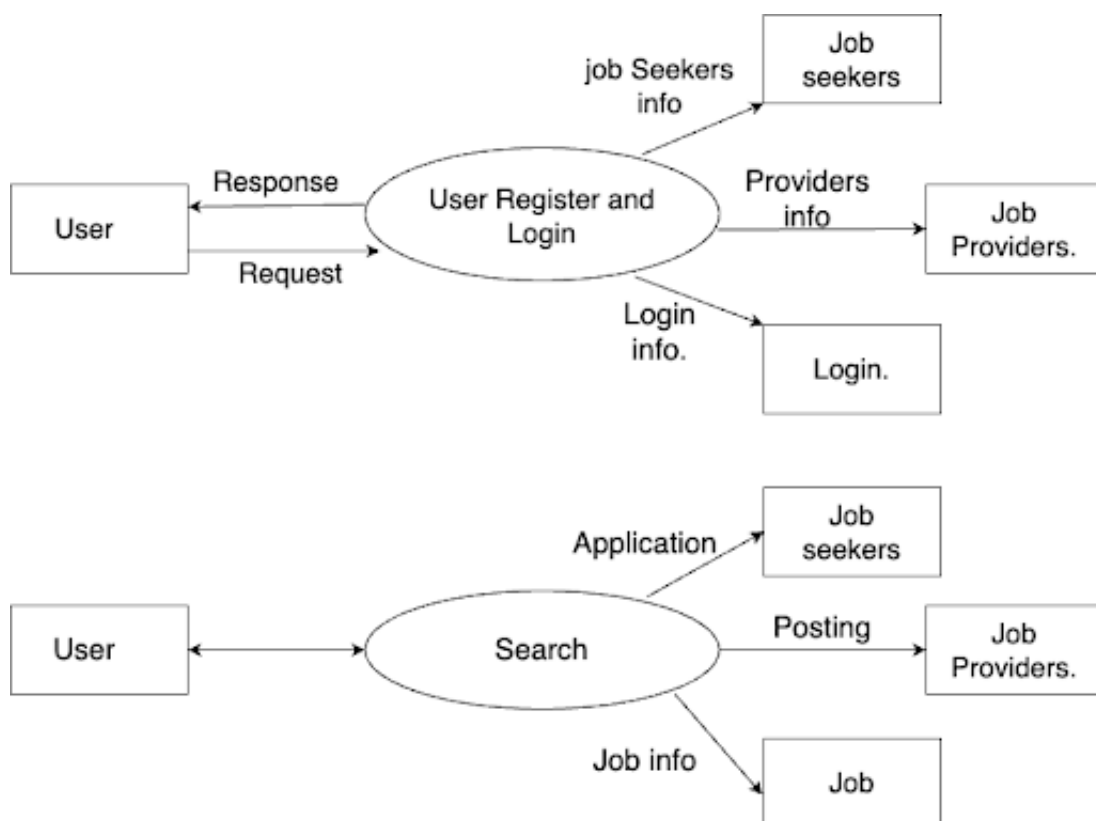 Job
seekers
job Seekers
info
Response
User Register and
Login
Providers
info
Job
Providers.
User
Request
Login
info.
Login.
Job
seekers
Application
User
Search
Posting
Job
Providers.
Job info
Job